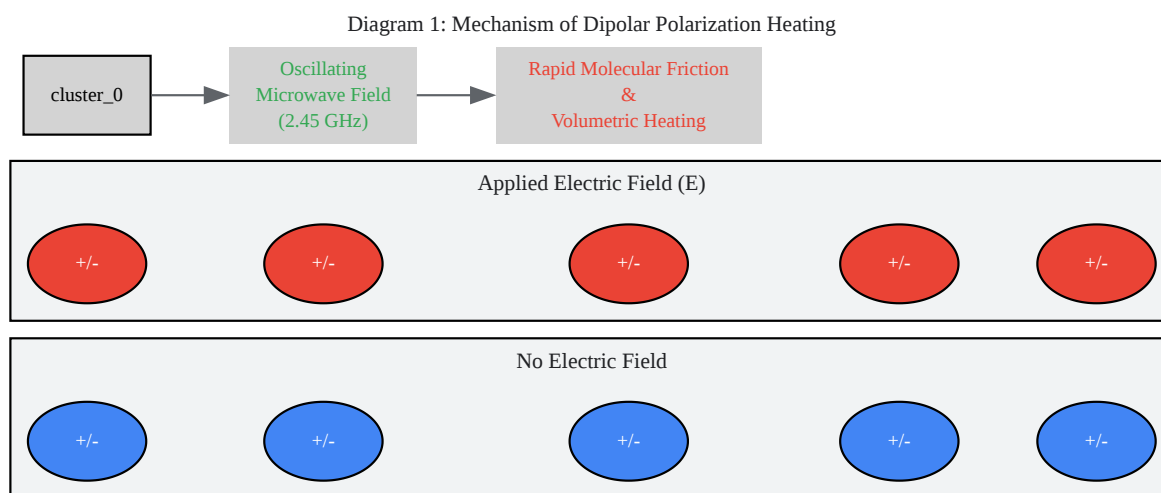 Diagram 1: Mechanism of Dipolar Polarization Heating
cluster_0
Oscillating
Microwave Field
(2.45 GHz)
Rapid Molecular Friction
&
Volumetric Heating
Applied Electric Field (E)
+/-
+/-
+/-
+/-
+/-
No Electric Field
+/-
+/-
+/-
+/-
+/-